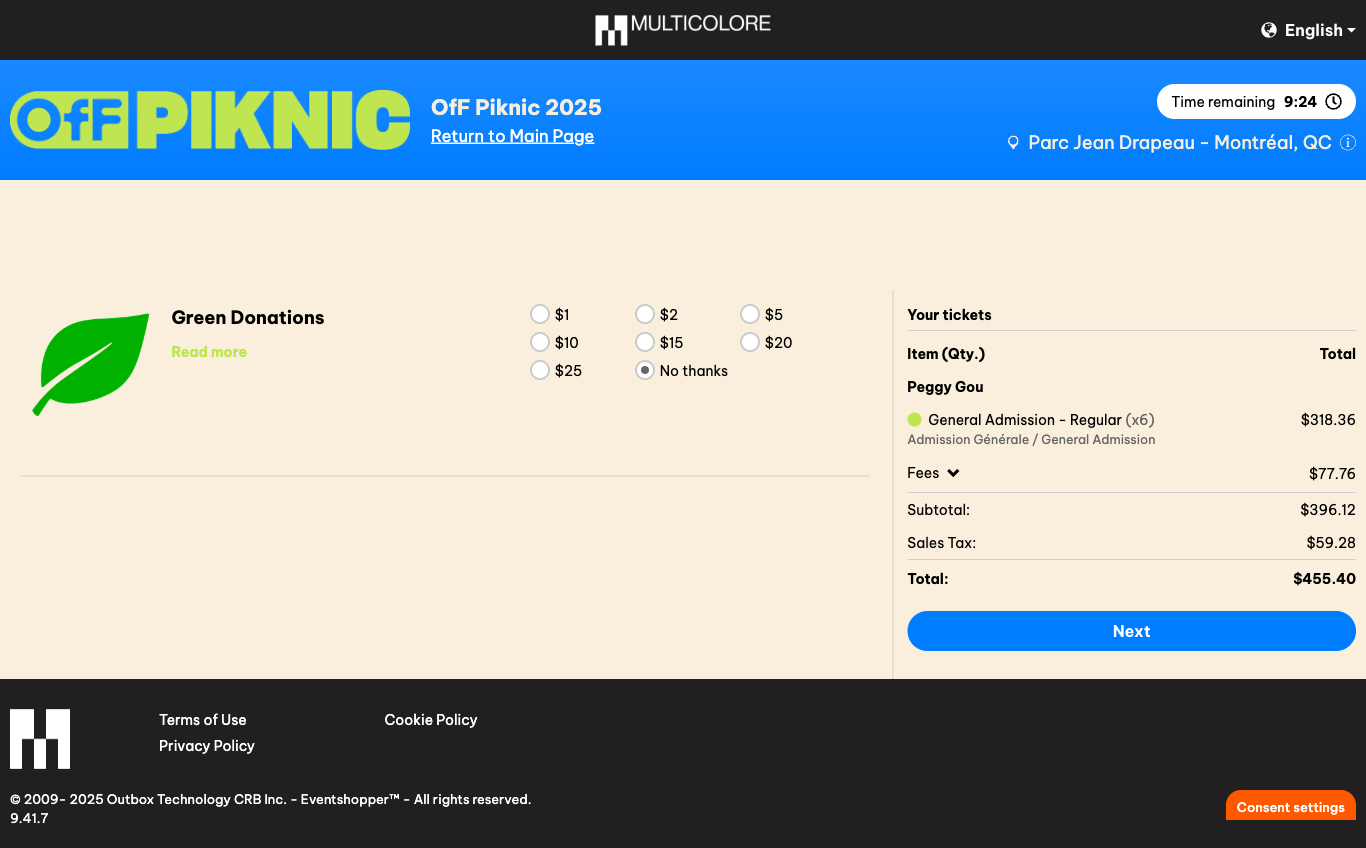 MULTICOLORE
English
OfF PIKNIC
OfF Piknic 2025
Return to Main Page
Time remaining 9:24
Parc Jean Drapeau - Montréal, QC
Green Donations
Read more
$1 $2 $5
$10 $15 $20
$25 No thanks
Your tickets
Item (Qty.) Total
Peggy Gou
General Admission - Regular (x6) $318.36
Admission Générale / General Admission
Fees $77.76
Subtotal: $396.12
Sales Tax: $59.28
Total: $455.40
Next
Terms of Use
Cookie Policy
Privacy Policy
© 2009- 2025 Outbox Technology CRB Inc. - Eventshopper™ - All rights reserved.
9.41.7
Consent settings